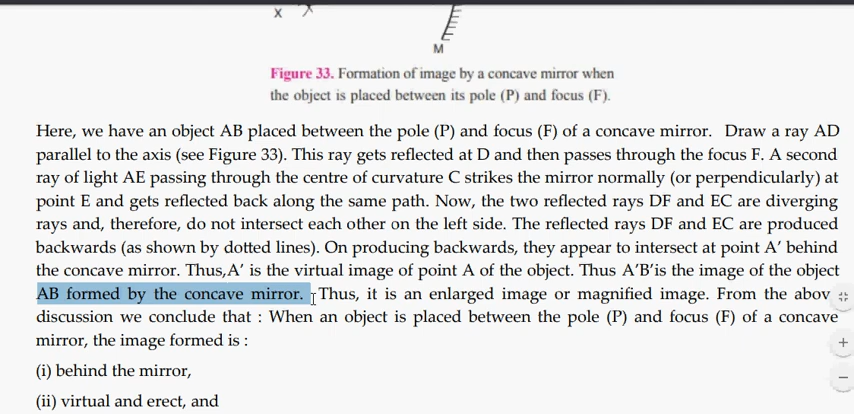 X
M
Figure 33. Formation of image by a concave mirror when
the object is placed between its pole (P) and focus (F).
Here, we have an object AB placed between the pole (P) and focus (F) of a concave mirror. Draw a ray AD
parallel to the axis (see Figure 33). This ray gets reflected at D and then passes through the focus F. A second
ray of light AE passing through the centre of curvature C strikes the mirror normally (or perpendicularly) at
point E and gets reflected back along the same path. Now, the two reflected rays DF and EC are diverging
rays and, therefore, do not intersect each other on the left side. The reflected rays DF and EC are produced
backwards (as shown by dotted lines). On producing backwards, they appear to intersect at point A′ behind
the concave mirror. Thus,A′ is the virtual image of point A of the object. Thus A′B′is the image of the object
AB formed by the concave mirror. Thus, it is an enlarged image or magnified image. From the abov
discussion we conclude that : When an object is placed between the pole (P) and focus (F) of a concave
mirror, the image formed is :
(i) behind the mirror,
(ii) virtual and erect, and